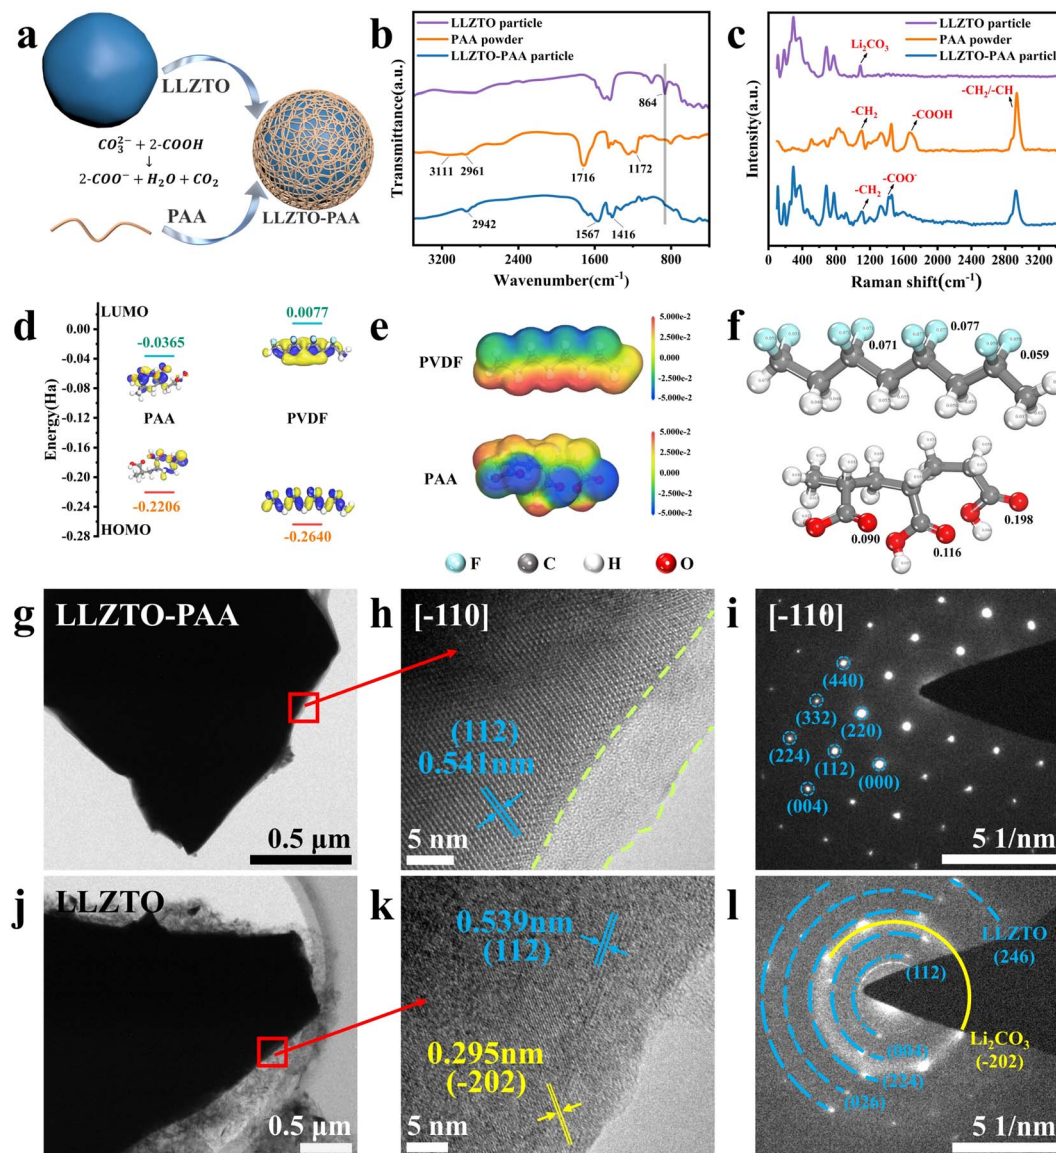 a
LLZTO
CO₃²⁻ + 2-COOH
↓
2-COO⁻ + H₂O + CO₂
PAA
LLZTO-PAA
b
LLZTO particle
PAA powder
LLZTO-PAA particle
864
3111
2961
1716
1172
2942
1567
1416
3200
2400
1600
800
Wavenumber(cm⁻¹)
Transmittance(a.u.)
c
LLZTO particle
PAA powder
LLZTO-PAA particle
Li₂CO₃
-CH₂/-CH
-CH₂
-COOH
-CH₂
-COO⁻
0
400
800
1200
1600
2000
2400
2800
3200
Raman shift(cm⁻¹)
Intensity(a.u.)
d
LUMO
0.00
-0.04
-0.08
-0.12
-0.16
-0.20
-0.24
-0.28
HOMO
Energy(Ha)
-0.0365
PAA
-0.2206
0.0077
PVDF
-0.2640
e
PVDF
5.000e-2
2.500e-2
0.000
-2.500e-2
-5.000e-2
PAA
5.000e-2
2.500e-2
0.000
-2.500e-2
-5.000e-2
F
C
H
O
f
0.071
0.077
0.059
0.090
0.116
0.198
g
LLZTO-PAA
0.5 μm
h
[-110]
(112)
0.541nm
5 nm
i
[-110]
(440)
(332)
(220)
(224)
(112)
(000)
(004)
5 1/nm
j
LLZTO
0.5 μm
k
0.539nm
(112)
0.295nm
(-202)
5 nm
l
LLZTO
(246)
(112)
Li₂CO₃
(-202)
(004)
(224)
(026)
5 1/nm